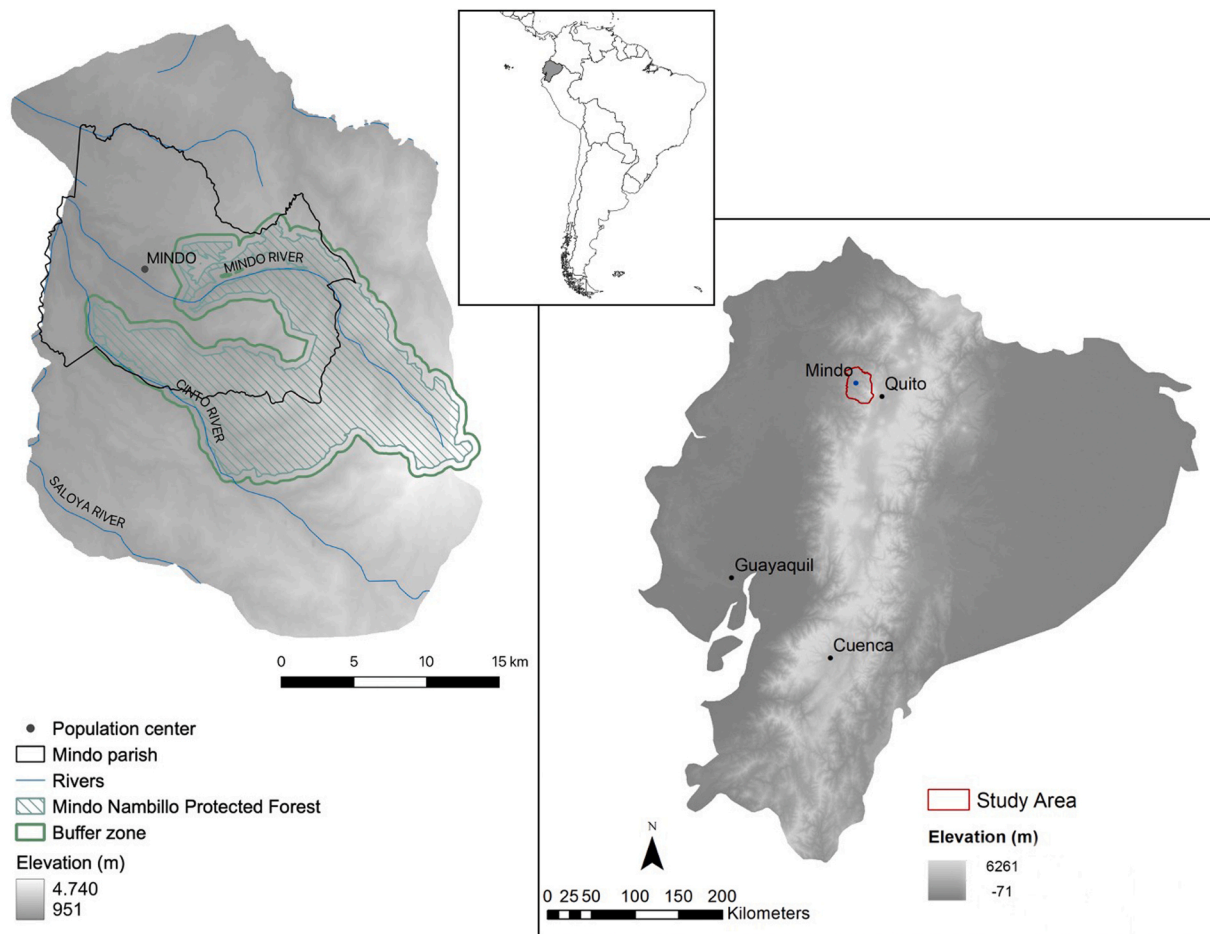 MINDO
MINDO RIVER
CINTO RIVER
SALOYA RIVER
0 5 10 15 km
Population center
Mindo parish
Rivers
Mindo Nambillo Protected Forest
Buffer zone
Elevation (m)
4.740
951
Mindo
Quito
Guayaquil
Cuenca
N
0 25 50 100 150 200
Kilometers
Study Area
Elevation (m)
6261
-71